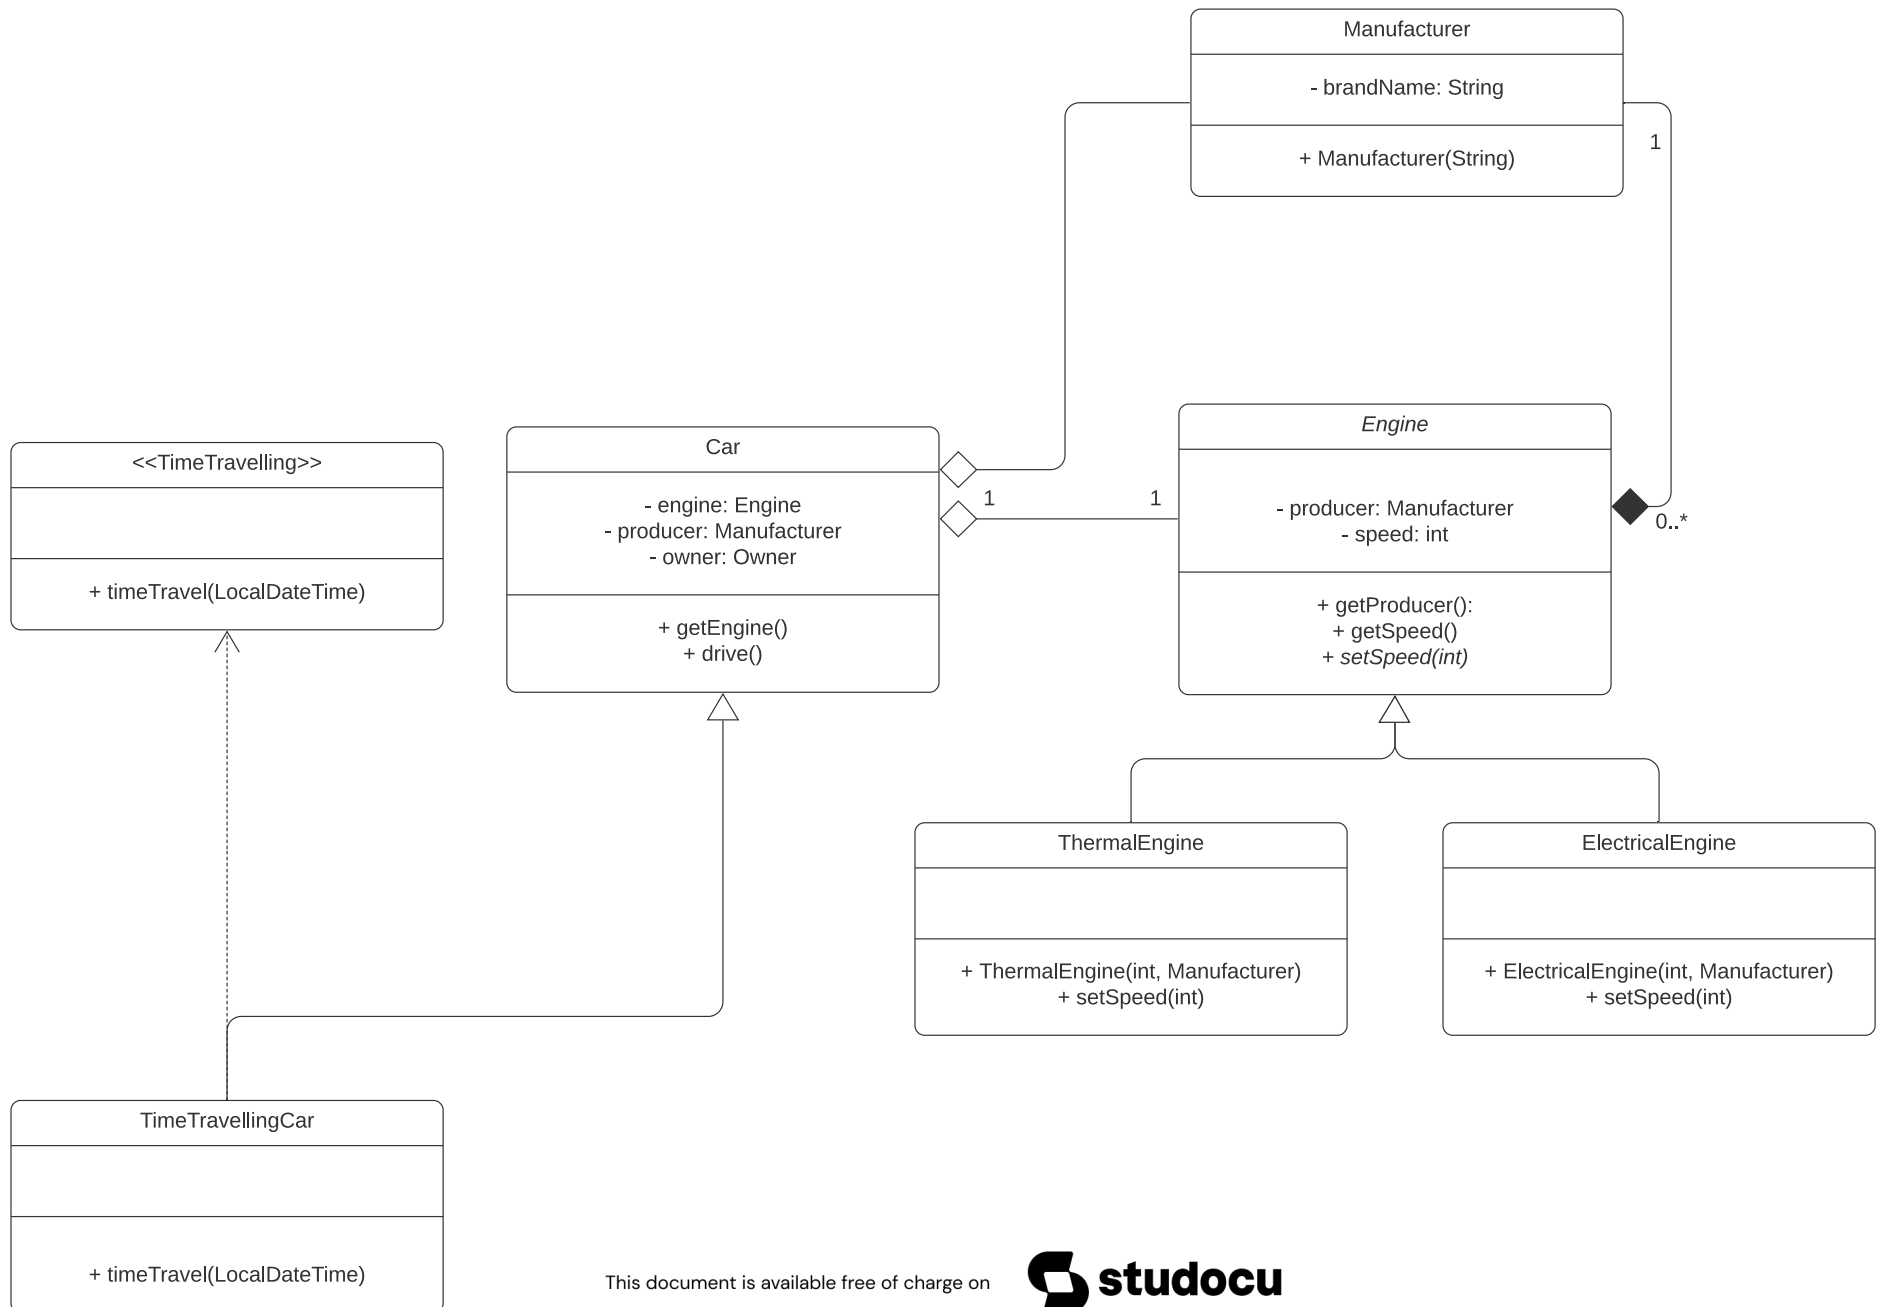 Manufacturer
- brandName: String
+ Manufacturer(String)
1
<<TimeTravelling>>
+ timeTravel(LocalDateTime)
Car
- engine: Engine
- producer: Manufacturer
- owner: Owner
+ getEngine()
+ drive()
1
1
Engine
- producer: Manufacturer
- speed: int
+ getProducer():
+ getSpeed()
+ setSpeed(int)
0..*
ThermalEngine
+ ThermalEngine(int, Manufacturer)
+ setSpeed(int)
ElectricalEngine
+ ElectricalEngine(int, Manufacturer)
+ setSpeed(int)
TimeTravellingCar
+ timeTravel(LocalDateTime)
This document is available free of charge on
studocu